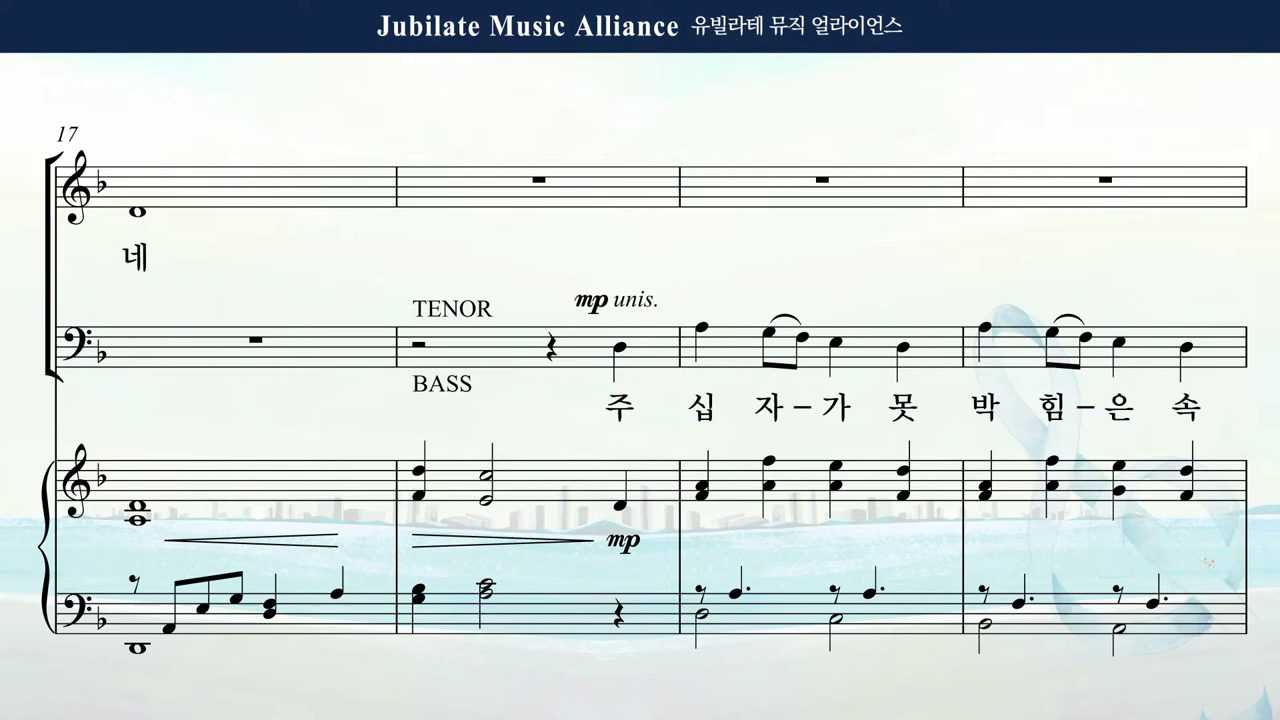 Jubilate Music Alliance 유빌라테 뮤직 얼라이언스
17
네
TENOR
mp unis.
BASS
주 십 자 – 가 못 박 힘 – 은 속
mp